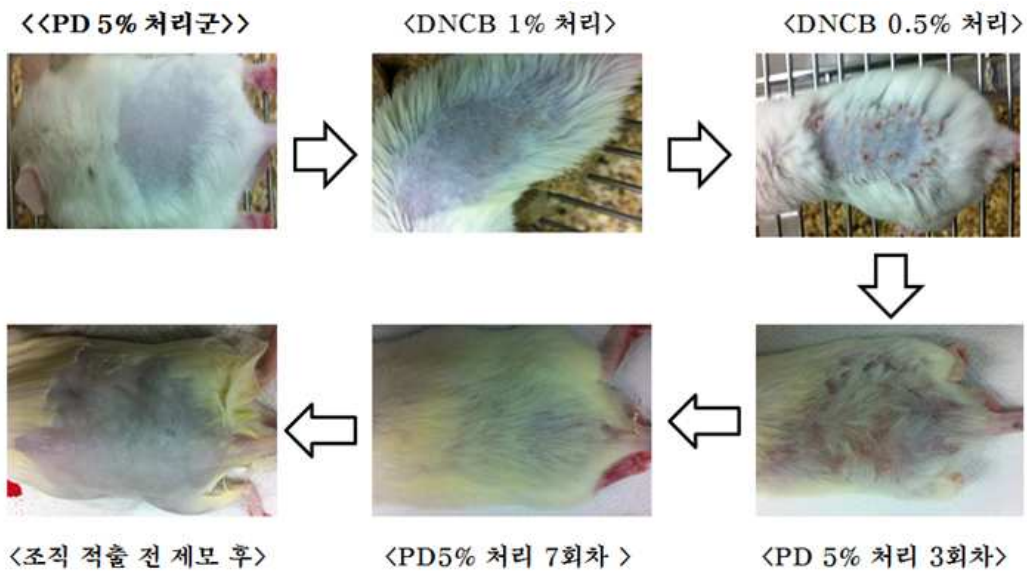 <<PD 5% 처리군>>
<DNCB 1% 처리>
<DNCB 0.5% 처리>
<조직 적출 전 제모 후>
<PD5% 처리 7회차 >
<PD 5% 처리 3회차>